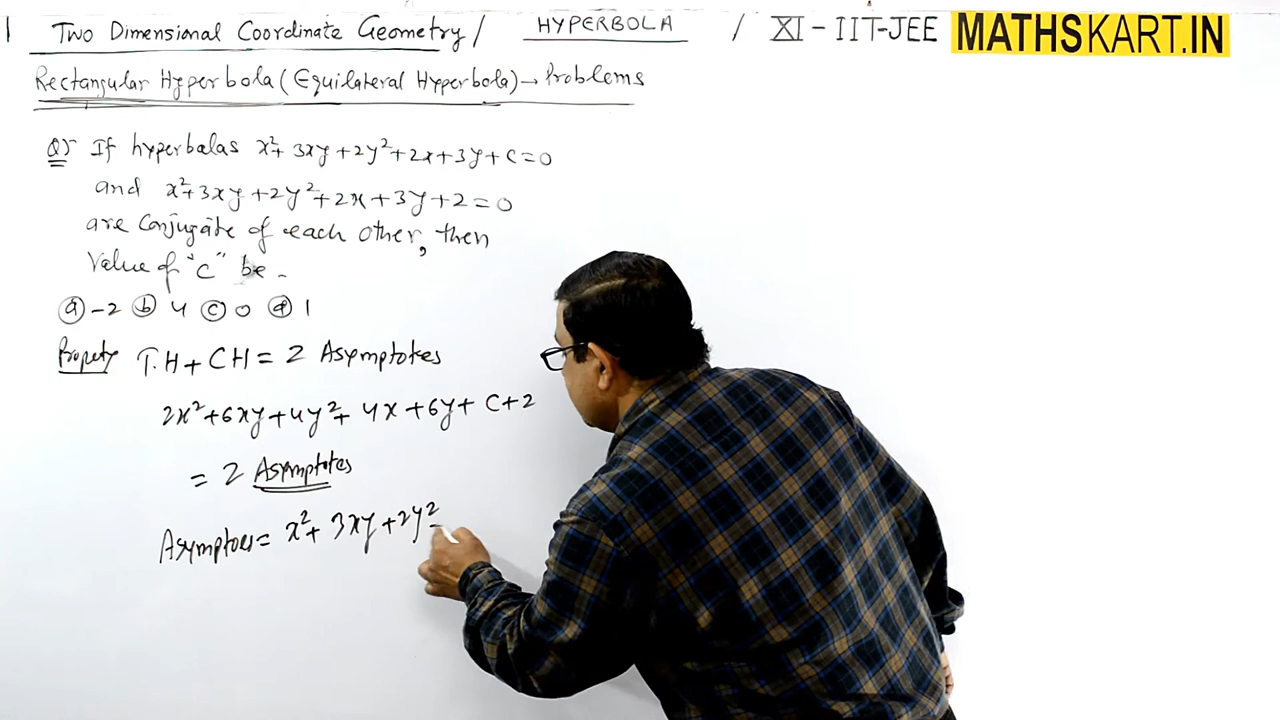 1 Two Dimensional Coordinate Geometry / HYPERBOLA / XI - IIT-JEE MATHSKART.IN
Rectangular Hyperbola (Equilateral Hyperbola) → Problems
Q) If hyperbolas x²+3xy+2y²+2x+3y+c=0
and x²+3xy+2y²+2x+3y+2=0
are conjugate of each other, then
Value of "C" be -
(a) -2 (b) 4 (c) 0 (d) 1
Property T.H+CH=2 Asymptotes
2x²+6xy+4y²+4x+6y+c+2
= 2 Asymptotes
Asymptoes= x²+3xy+2y²